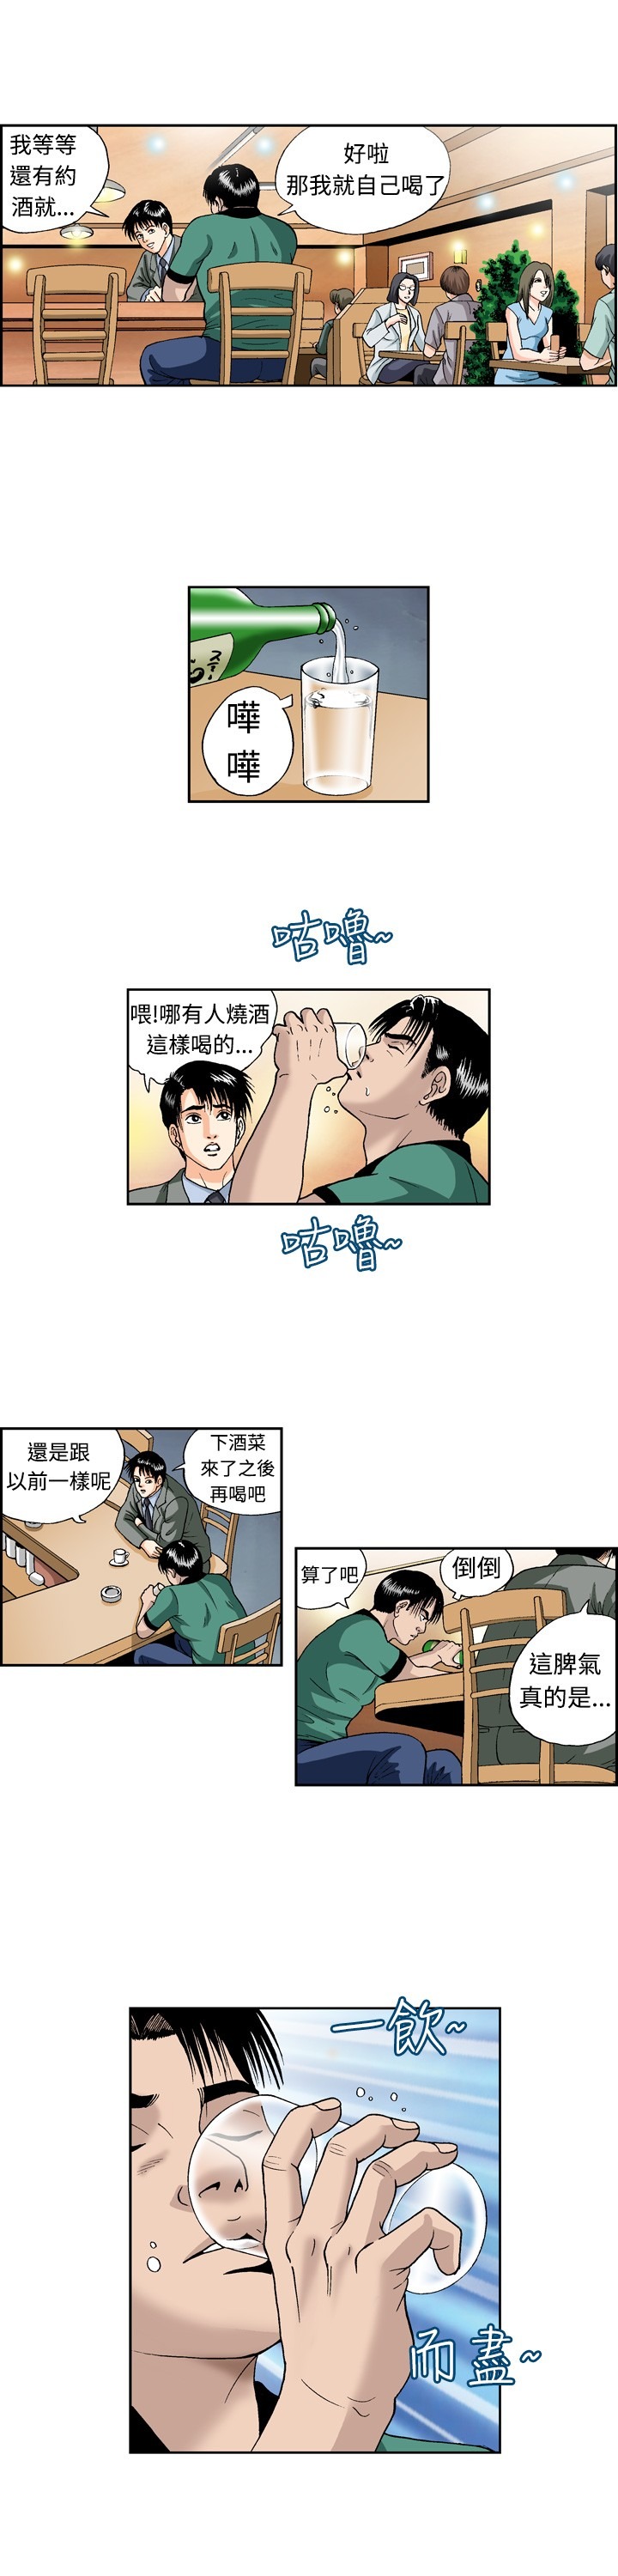 我等等
還有約
酒就...
好啦
那我就自己喝了
嘩
嘩
咕嚕~
喂!哪有人燒酒
這樣喝的...
咕嚕~
還是跟
以前一樣呢
下酒菜
來了之後
再喝吧
算了吧
倒倒
這脾氣
真的是...
一飲~
而盡~